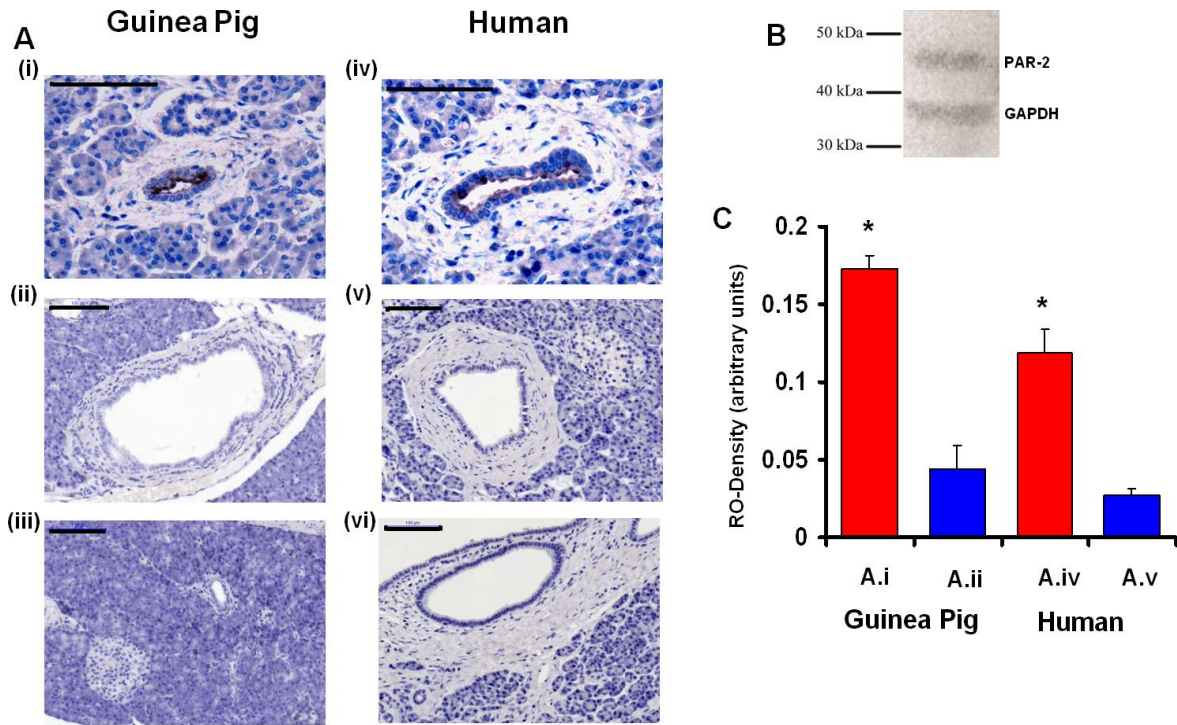 Guinea Pig
Human
A
(i)
(iv)
(ii)
(v)
(iii)
(vi)
B
50 kDa
PAR-2
40 kDa
GAPDH
30 kDa
C
RO-Density (arbitrary units)
0.2
0.15
0.1
0.05
0
*
*
A.i
A.ii
A.iv
A.v
Guinea Pig
Human